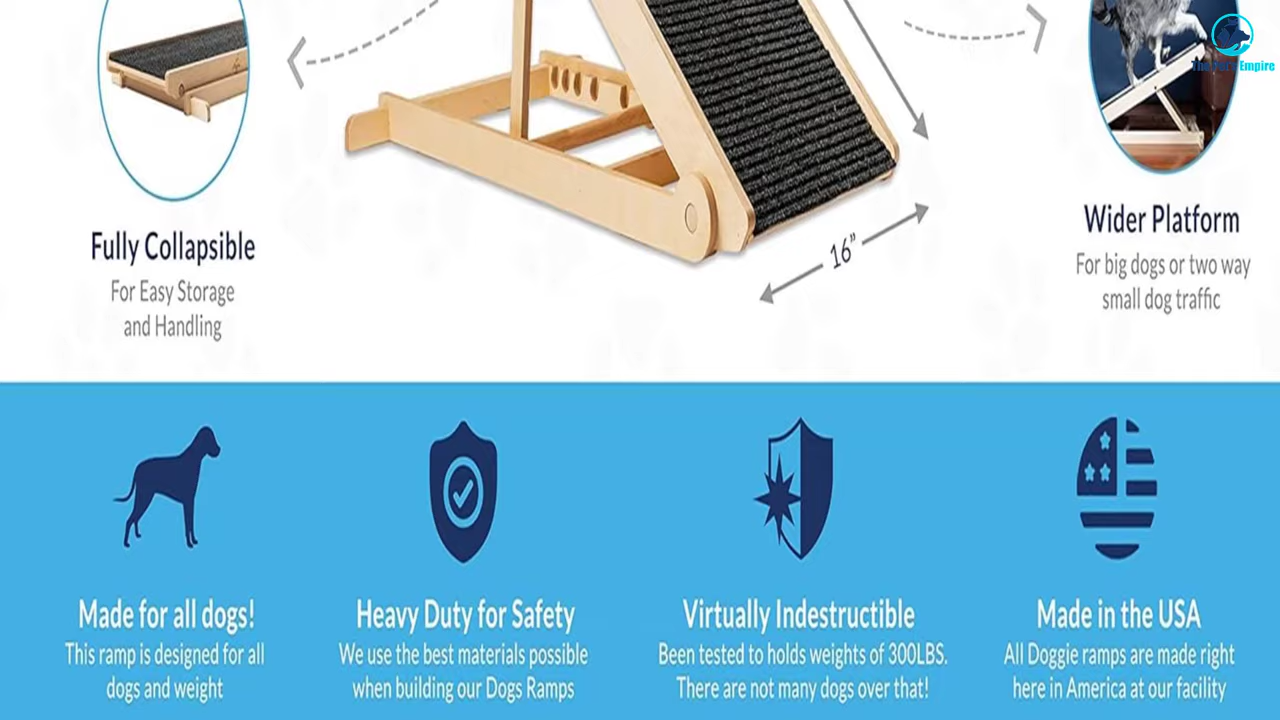 The Pets Empire
16"
Fully Collapsible
For Easy Storage
and Handling
Wider Platform
For big dogs or two way
small dog traffic
Made for all dogs!
This ramp is designed for all
dogs and weight
Heavy Duty for Safety
We use the best materials possible
when building our Dogs Ramps
Virtually Indestructible
Been tested to holds weights of 300LBS.
There are not many dogs over that!
Made in the USA
All Doggie ramps are made right
here in America at our facility